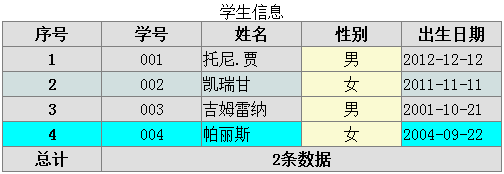 学生信息
序号 学号 姓名 性别 出生日期
1 001 托尼.贾 男 2012-12-12
2 002 凯瑞甘 女 2011-11-11
3 003 吉姆雷纳 男 2001-10-21
4 004 帕丽斯 女 2004-09-22
总计 2条数据